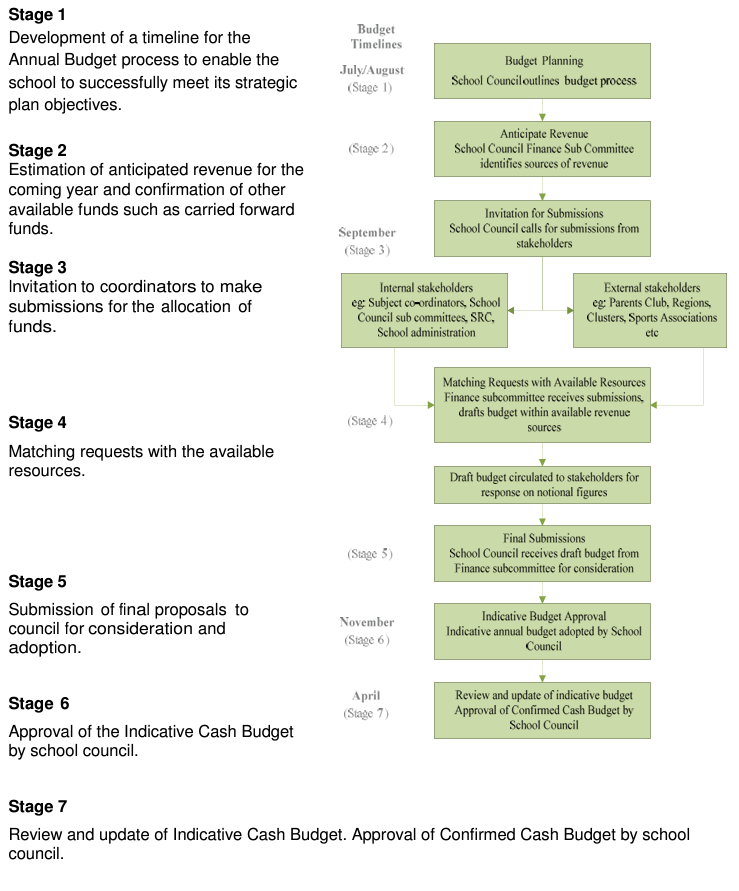 Stage 1
Development of a timeline for the
Annual Budget process to enable the
school to successfully meet its strategic
plan objectives.
Stage 2
Estimation of anticipated revenue for the
coming year and confirmation of other
available funds such as carried forward
funds.
Stage 3
Invitation to coordinators to make
submissions for the allocation of
funds.
Stage 4
Matching requests with the available
resources.
Stage 5
Submission of final proposals to
council for consideration and
adoption.
Stage 6
Approval of the Indicative Cash Budget
by school council.
Stage 7
Review and update of Indicative Cash Budget. Approval of Confirmed Cash Budget by school
council.
Budget
Timelines
July/August
(Stage 1)
Budget Planning
School Counciloutlines budget process
(Stage 2)
Anticipate Revenue
School Council Finance Sub Committee
identifies sources of revenue
September
(Stage 3)
Invitation for Submissions
School Council calls for submissions from
stakeholders
Internal stakeholders
eg: Subject co-ordinators, School
Council sub committees, SRC,
School administration
External stakeholders
eg: Parents Club, Regions,
Clusters, Sports Associations
etc
(Stage 4)
Matching Requests with Available Resources
Finance subcommittee receives submissions,
drafts budget within available revenue
sources
Draft budget circulated to stakeholders for
response on notional figures
(Stage 5)
Final Submissions
School Council receives draft budget from
Finance subcommittee for consideration
November
(Stage 6)
Indicative Budget Approval
Indicative annual budget adopted by School
Council
April
(Stage 7)
Review and update of indicative budget
Approval of Confirmed Cash Budget by
School Council